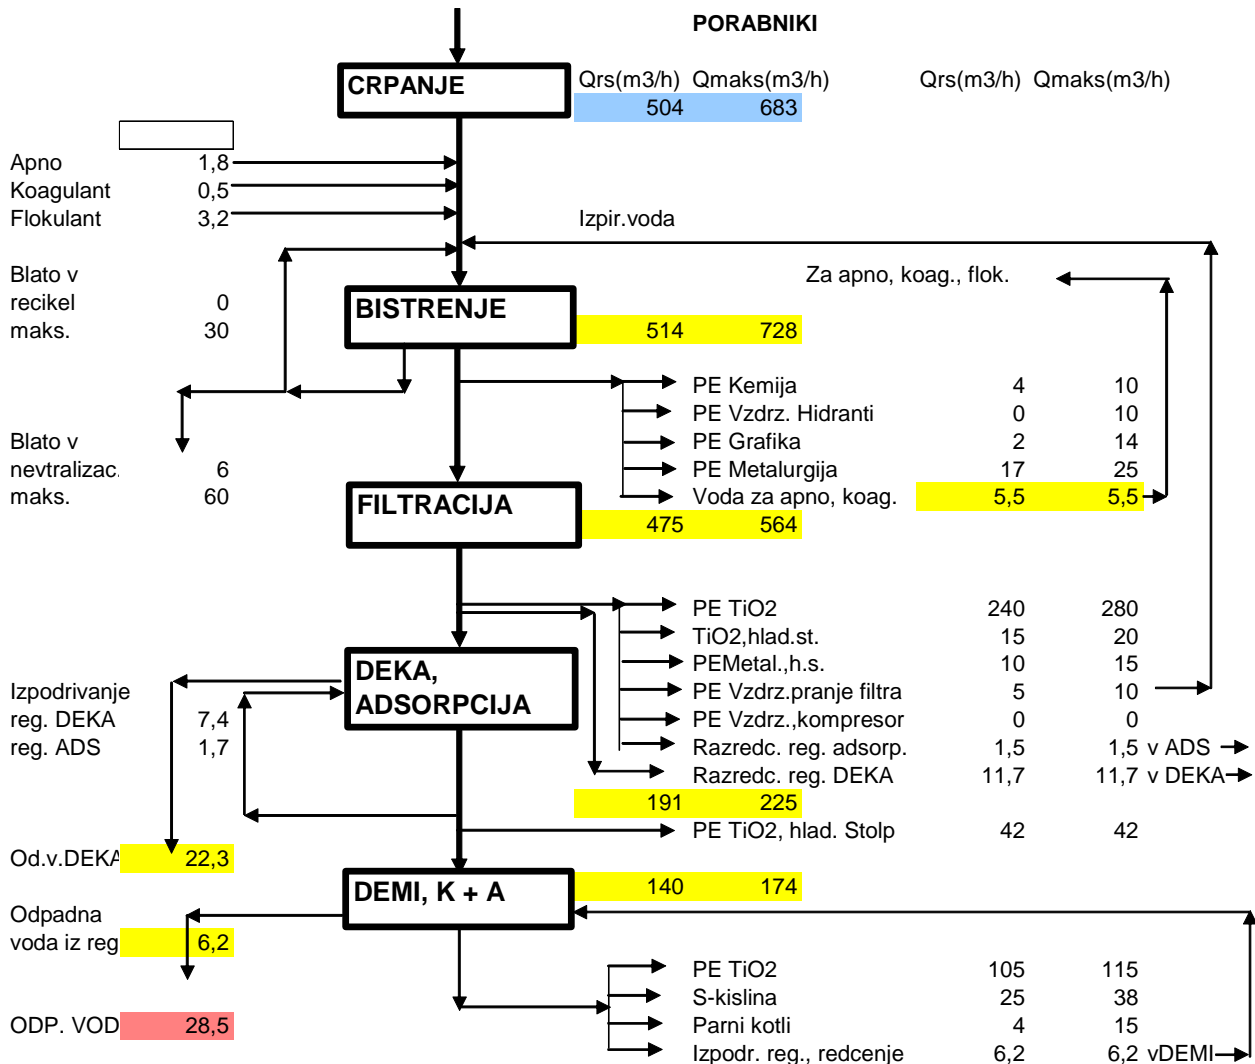 PORABNIKI
CRPANJE Qrs(m3/h) Qmaks(m3/h) Qrs(m3/h) Qmaks(m3/h)
504 683
Apno 1,8
Koagulant 0,5
Flokulant 3,2 Izpir.voda
Blato v Za apno, koag., flok.
recikel 0
BISTRENJE
maks. 30 514 728
PE Kemija 4 10
PE Vzdrz. Hidranti 0 10
Blato v PE Grafika 2 14
nevtralizac. 6 PE Metalurgija 17 25
maks. 60 FILTRACIJA Voda za apno, koag. 5,5 5,5
475 564
PE TiO2 240 280
TiO2,hlad.st. 15 20
DEKA, PEMetal.,h.s. 10 15
Izpodrivanje ADSORPCIJA PE Vzdrz.pranje filtra 5 10
reg. DEKA 7,4 PE Vzdrz.,kompresor 0 0
reg. ADS 1,7 Razredc. reg. adsorp. 1,5 1,5 v ADS
Razredc. reg. DEKA 11,7 11,7 v DEKA
191 225
PE TiO2, hlad. Stolp 42 42
Od.v.DEKA 22,3
DEMI, K + A 140 174
Odpadna
voda iz reg 6,2
PE TiO2 105 115
S-kislina 25 38
ODP. VOD 28,5 Parni kotli 4 15
Izpodr. reg., redcenje 6,2 6,2 vDEMI